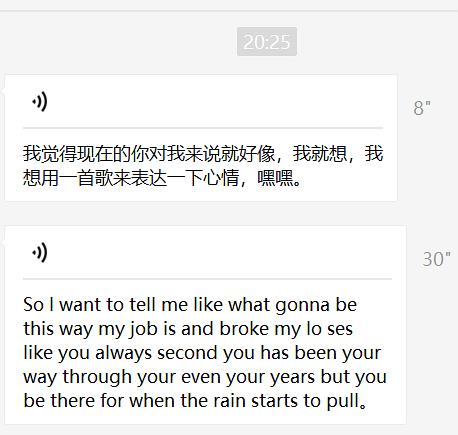 20:25
8"
我觉得现在的你对我来说就好像，我就想，我
想用一首歌来表达一下心情，嘿嘿。
30"
So I want to tell me like what gonna be
this way my job is and broke my lo ses
like you always second you has been your
way through your even your years but you
be there for when the rain starts to pull。